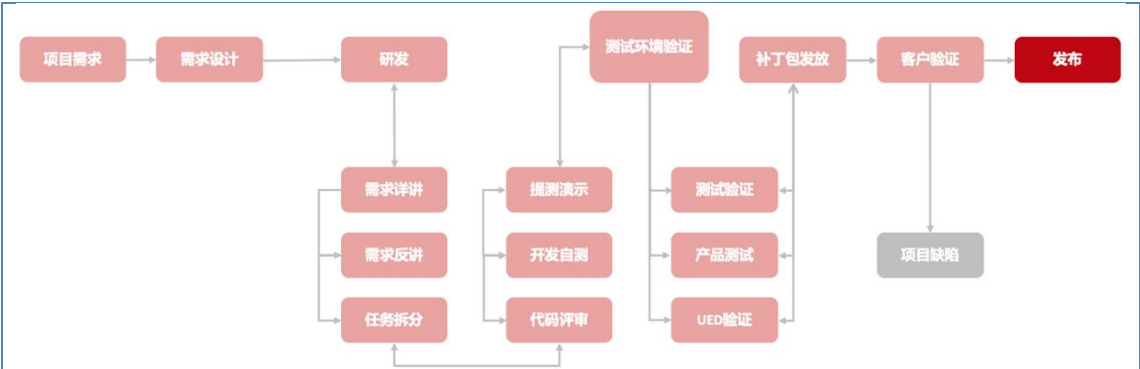 项目需求
需求设计
研发
测试环境验证
补丁包发放
客户验证
发布
需求详讲
提测演示
测试验证
需求反讲
开发自测
产品测试
项目缺陷
任务拆分
代码评审
UED验证